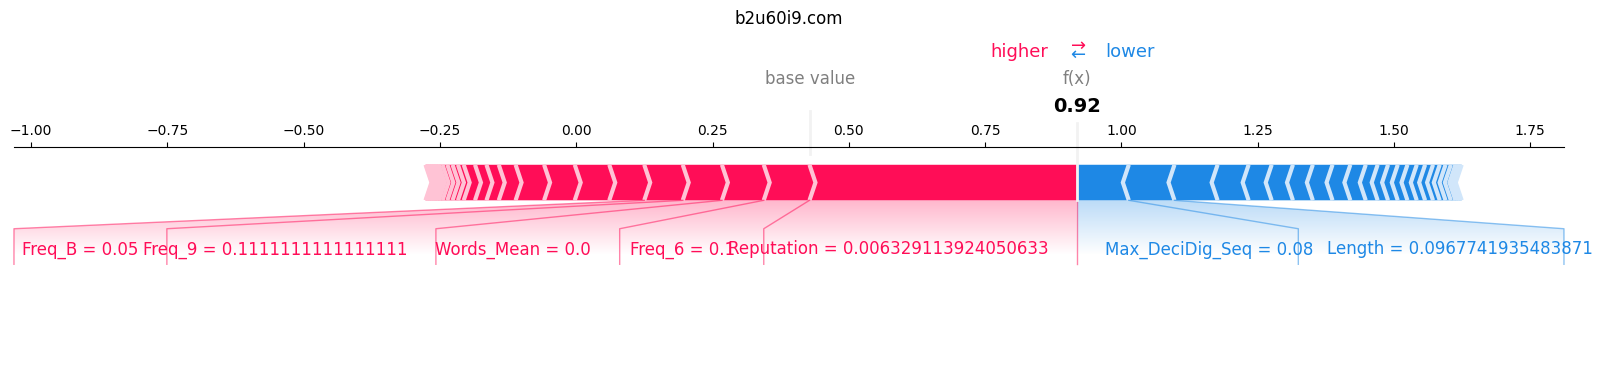 b2u60i9.com
higher ⇄ lower
base value f(x)
0.92
−1.00 −0.75 −0.50 −0.25 0.00 0.25 0.50 0.75 1.00 1.25 1.50 1.75
Freq_B = 0.05 Freq_9 = 0.1111111111111111 Words_Mean = 0.0 Freq_6 = 0.1 Reputation = 0.006329113924050633 Max_DeciDig_Seq = 0.08 Length = 0.0967741935483871